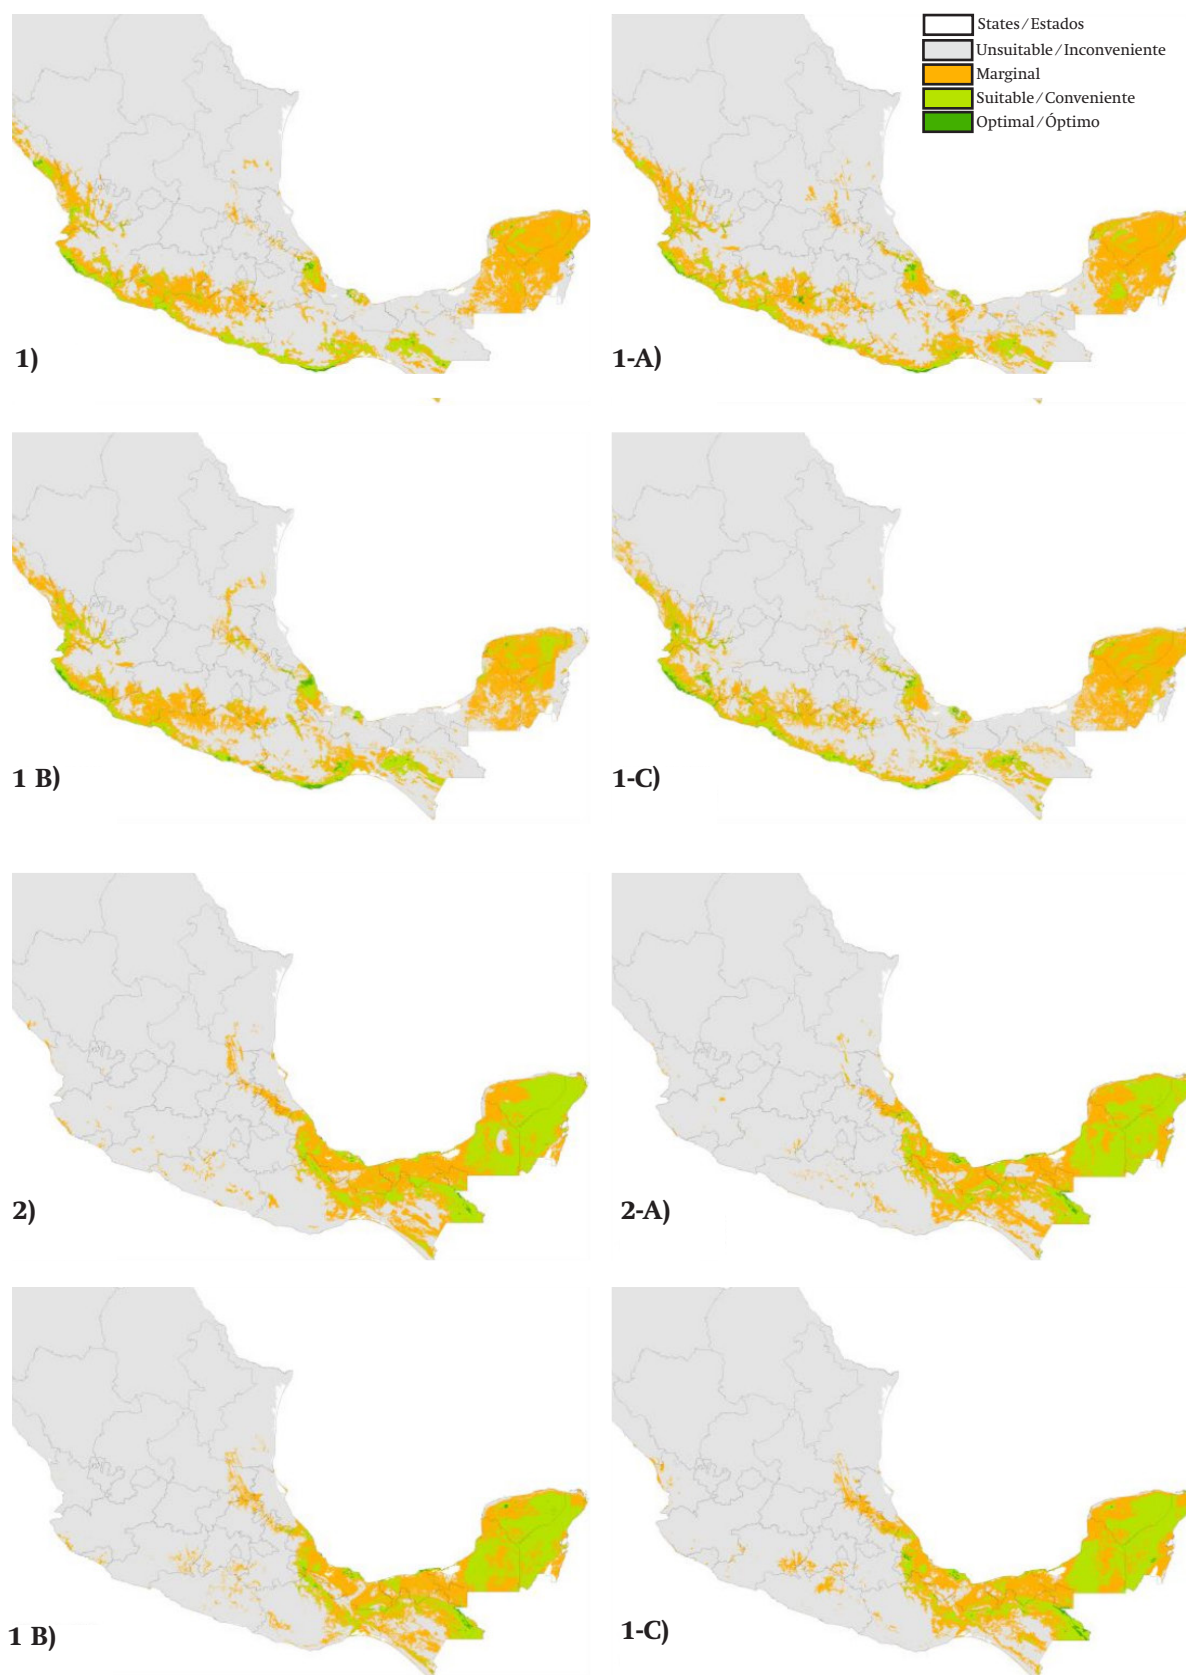 States/Estados
Unsuitable/Inconveniente
Marginal
Suitable/Conveniente
Optimal/Óptimo
1)
1-A)
1 B)
1-C)
2)
2-A)
1 B)
1-C)